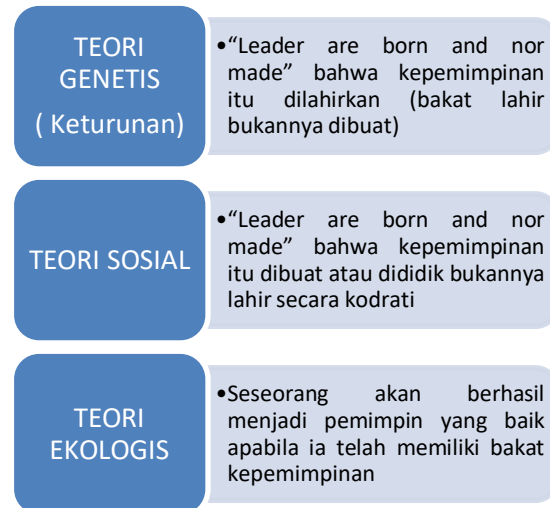 TEORI
GENETIS
( Keturunan)
•“Leader are born and nor
made” bahwa kepemimpinan
itu dilahirkan (bakat lahir
bukannya dibuat)
TEORI SOSIAL
•“Leader are born and nor
made” bahwa kepemimpinan
itu dibuat atau dididik bukannya
lahir secara kodrati
TEORI
EKOLOGIS
•Seseorang akan berhasil
menjadi pemimpin yang baik
apabila ia telah memiliki bakat
kepemimpinan